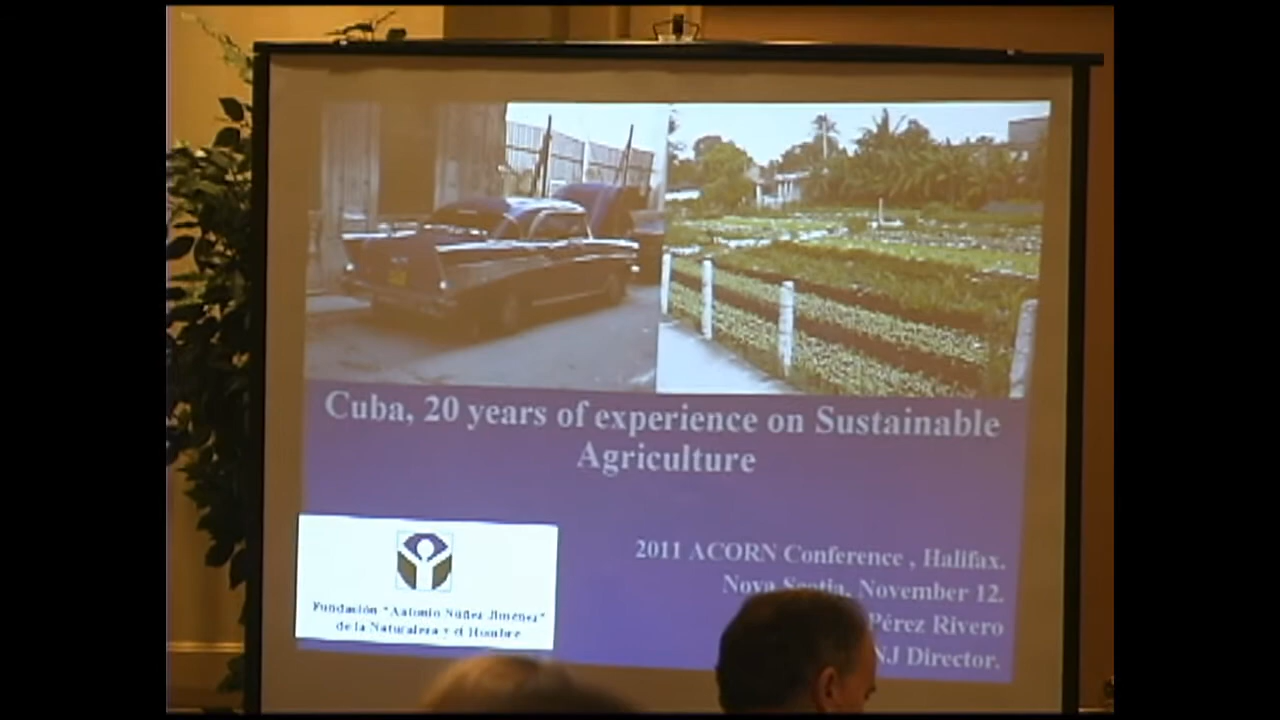 Cuba, 20 years of experience on Sustainable
Agriculture
2011 ACORN Conference , Halifax.
Nova Scotia, November 12.
Pérez Rivero
NJ Director.
Fundación "Antonio Núñez Jiménez"
de la Naturaleza y el Hombre